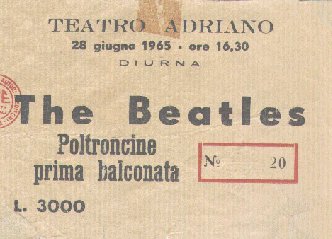 TEATRO ADRIANO
28 giugno 1965 - ore 16,30
DIURNA
The Beatles
Poltroncine
prima balconata
No 20
L. 3000